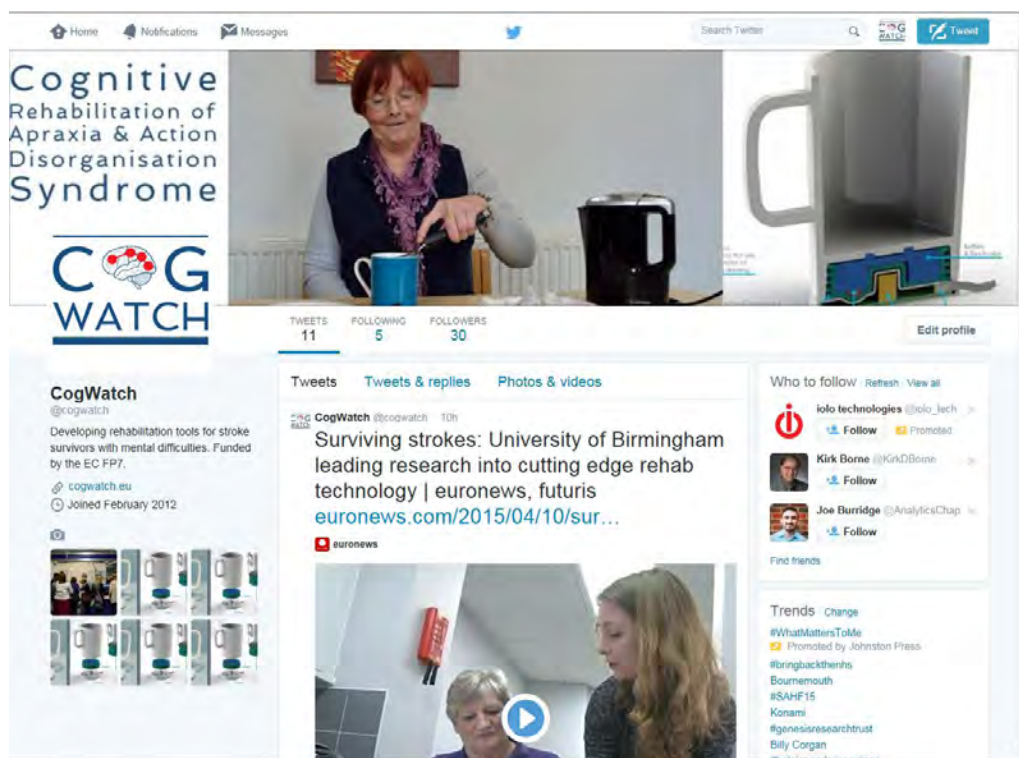 Home
Notifications
Messages
Search Twitter
COG
WATCH
Tweet
Cognitive
Rehabilitation of
Apraxia & Action
Disorganisation
Syndrome
COG
WATCH
TWEETS
11
FOLLOWING
5
FOLLOWERS
30
Edit profile
CogWatch
@cogwatch
Developing rehabilitation tools for stroke
survivors with mental difficulties. Funded
by the EC FP7.
cogwatch.eu
Joined February 2012
Tweets
Tweets & replies
Photos & videos
COG
WATCH
CogWatch @cogwatch 10h
Surviving strokes: University of Birmingham
leading research into cutting edge rehab
technology | euronews, futuris
euronews.com/2015/04/10/sur...
euronews
Who to follow Refresh View all
iolo technologies @iolo_tech
Follow
Promoted
Kirk Borne @KirkDBorne
Follow
Joe Burridge @AnalyticsChap
Follow
Find friends
Trends Change
#WhatMattersToMe
Promoted by Johnston Press
#bringbackthenhs
Bournemouth
#SAHF15
Konami
#genesisresearchtrust
Billy Corgan